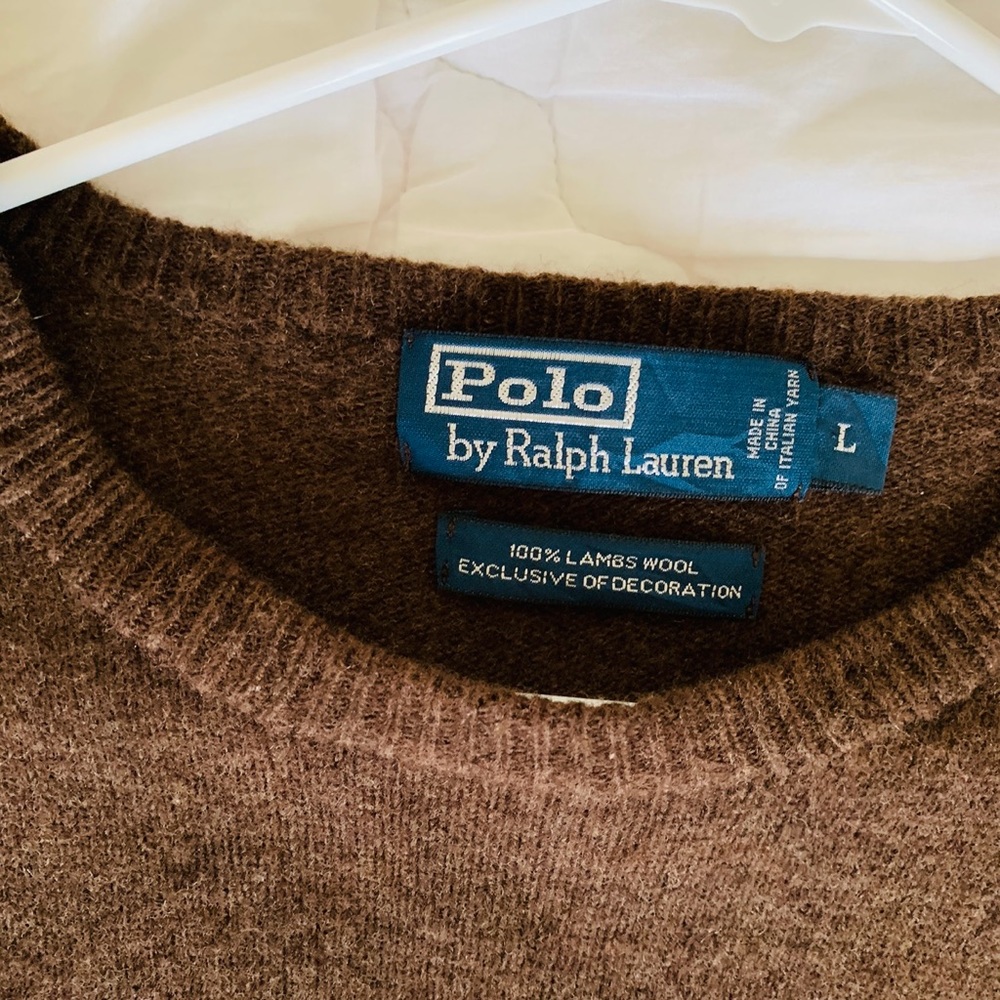 Polo
by Ralph Lauren
MADE IN
CHINA
OF ITALIAN YARN
L
100% LAMBS WOOL
EXCLUSIVE OF DECORATION